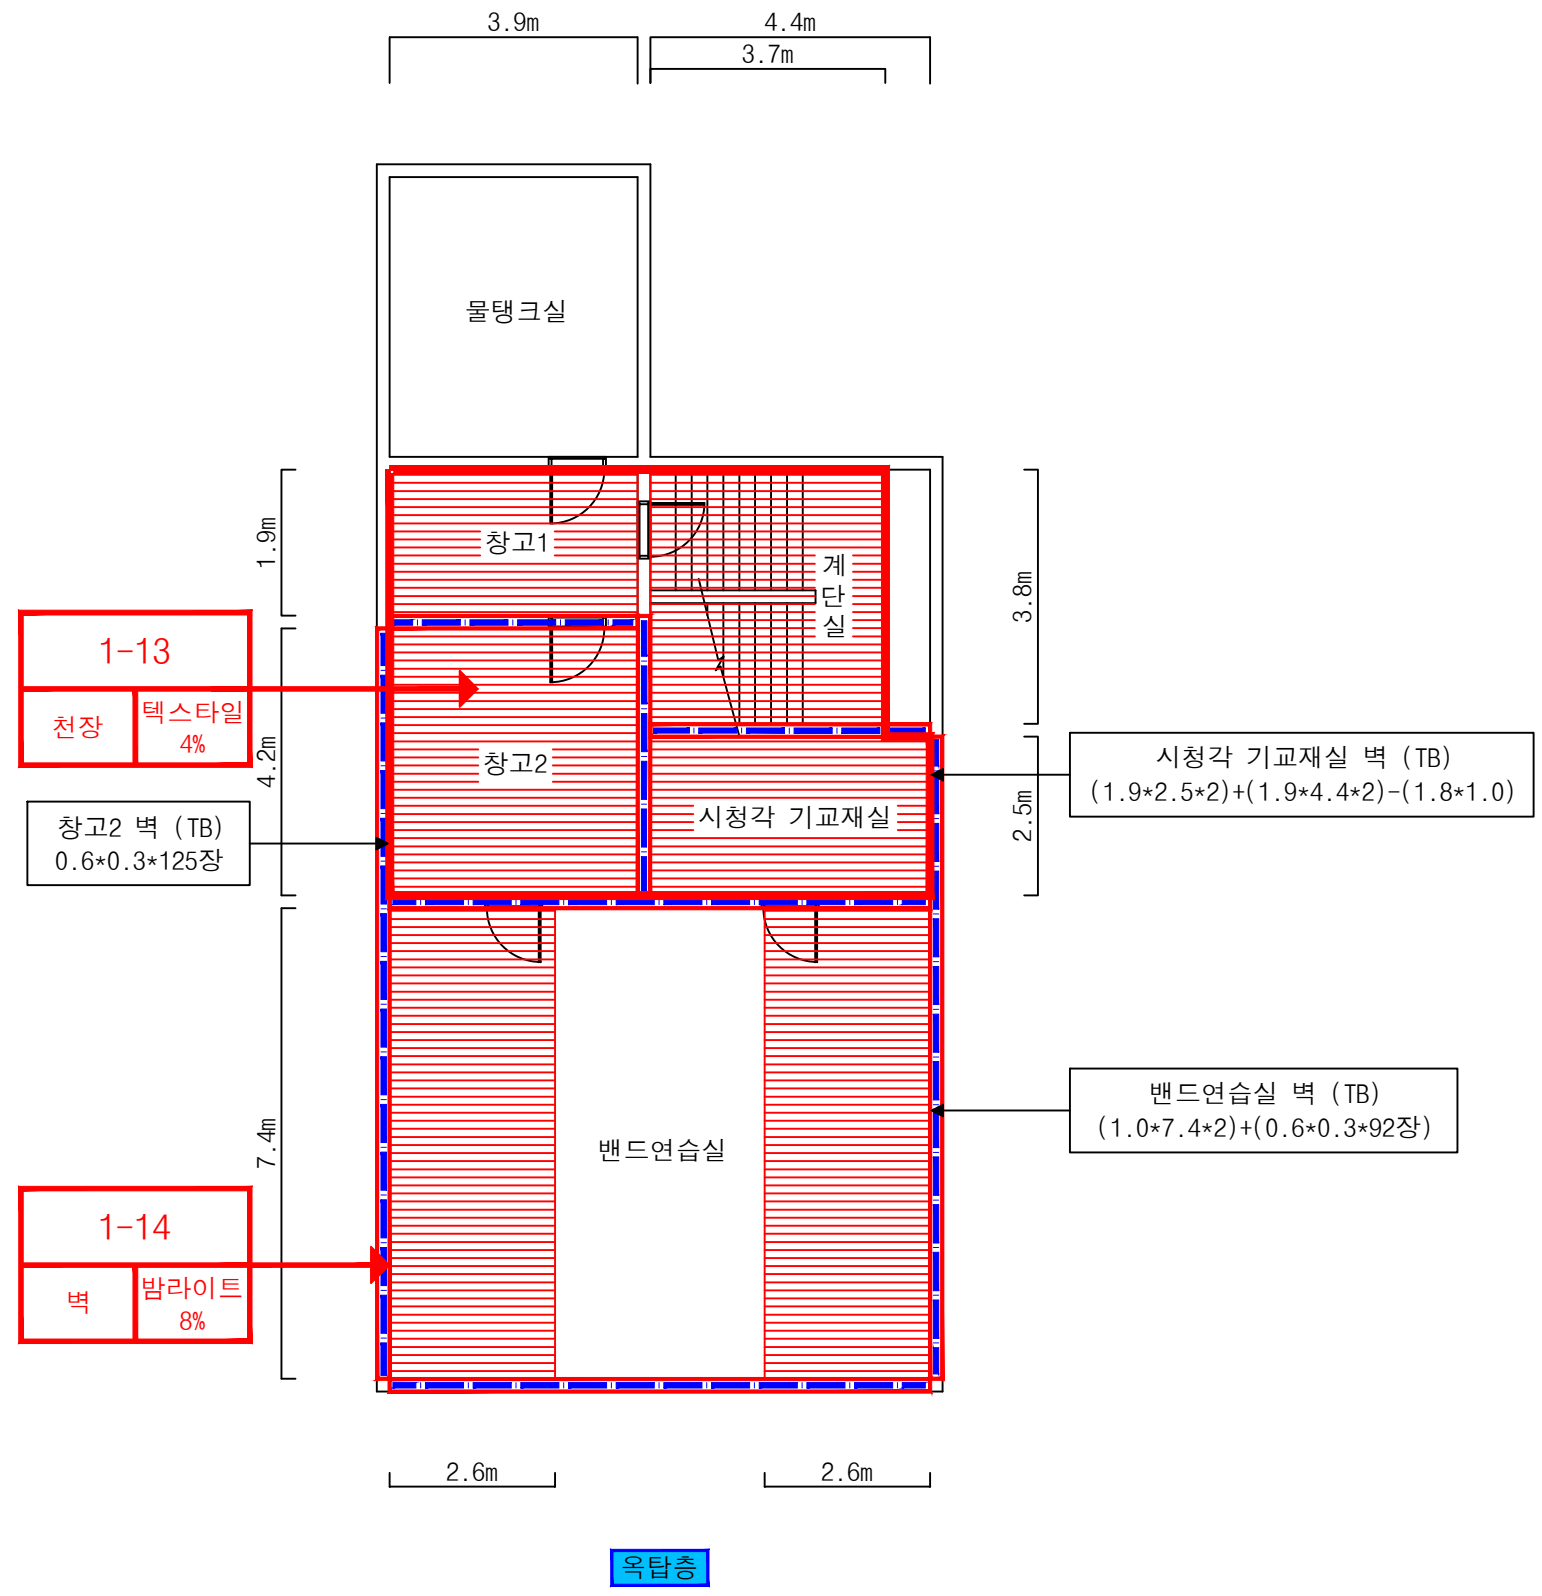 3.9m
4.4m
3.7m
물탱크실
1.9m
창고1
계
단
실
3.8m
1-13
천장
텍스타일
4%
4.2m
창고2
시청각 기교재실
2.5m
시청각 기교재실 벽 (TB)
(1.9*2.5*2)+(1.9*4.4*2)-(1.8*1.0)
창고2 벽 (TB)
0.6*0.3*125장
7.4m
밴드연습실
밴드연습실 벽 (TB)
(1.0*7.4*2)+(0.6*0.3*92장)
1-14
벽
밤라이트
8%
2.6m
2.6m
옥탑층